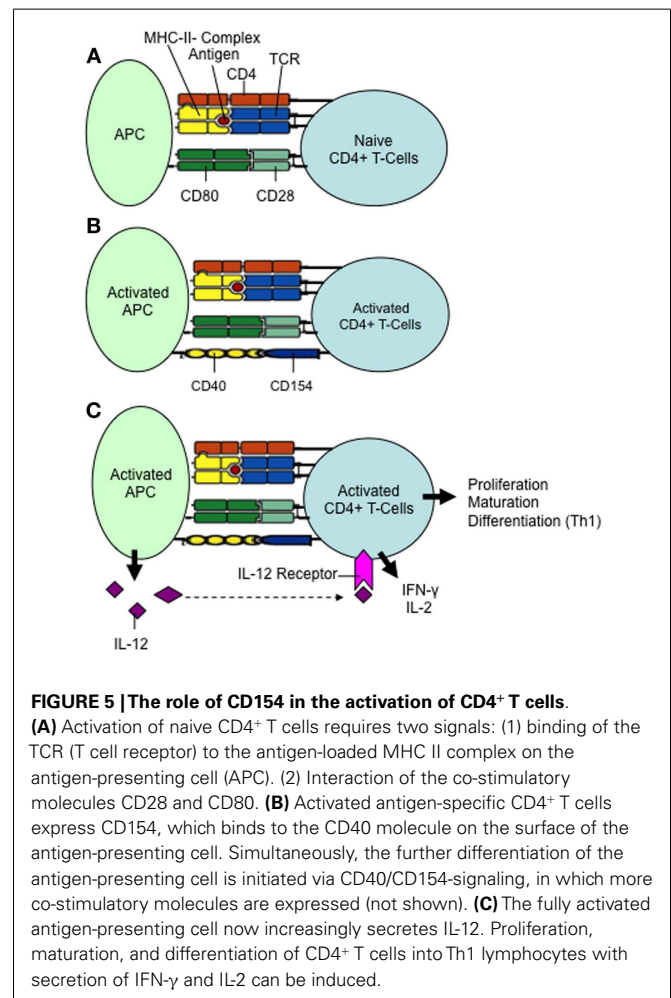 A
MHC-II- Complex
Antigen
TCR
CD4
APC
Naive
CD4+ T-Cells
CD80
CD28
B
Activated
APC
Activated
CD4+ T-Cells
CD40
CD154
C
Activated
APC
Activated
CD4+ T-Cells
Proliferation
Maturation
Differentiation (Th1)
IL-12 Receptor
IFN-γ
IL-2
IL-12
FIGURE 5 | The role of CD154 in the activation of CD4⁺ T cells.
(A) Activation of naive CD4⁺ T cells requires two signals: (1) binding of the
TCR (T cell receptor) to the antigen-loaded MHC II complex on the
antigen-presenting cell (APC). (2) Interaction of the co-stimulatory
molecules CD28 and CD80. (B) Activated antigen-specific CD4⁺ T cells
express CD154, which binds to the CD40 molecule on the surface of the
antigen-presenting cell. Simultaneously, the further differentiation of the
antigen-presenting cell is initiated via CD40/CD154-signaling, in which more
co-stimulatory molecules are expressed (not shown). (C) The fully activated
antigen-presenting cell now increasingly secretes IL-12. Proliferation,
maturation, and differentiation of CD4⁺ T cells into Th1 lymphocytes with
secretion of IFN-γ and IL-2 can be induced.